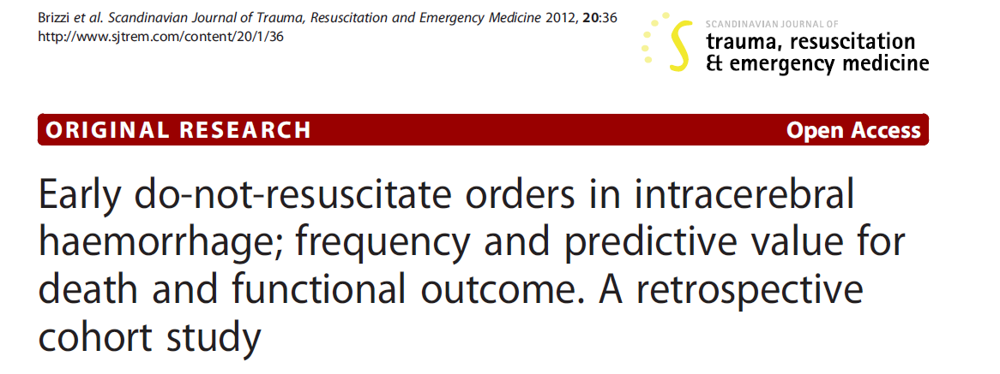 Brizzi et al. Scandinavian Journal of Trauma, Resuscitation and Emergency Medicine 2012, 20:36
http://www.sjtrem.com/content/20/1/36
SCANDINAVIAN JOURNAL OF
trauma, resuscitation
& emergency medicine
ORIGINAL RESEARCH
Open Access
Early do-not-resuscitate orders in intracerebral
haemorrhage; frequency and predictive value for
death and functional outcome. A retrospective
cohort study